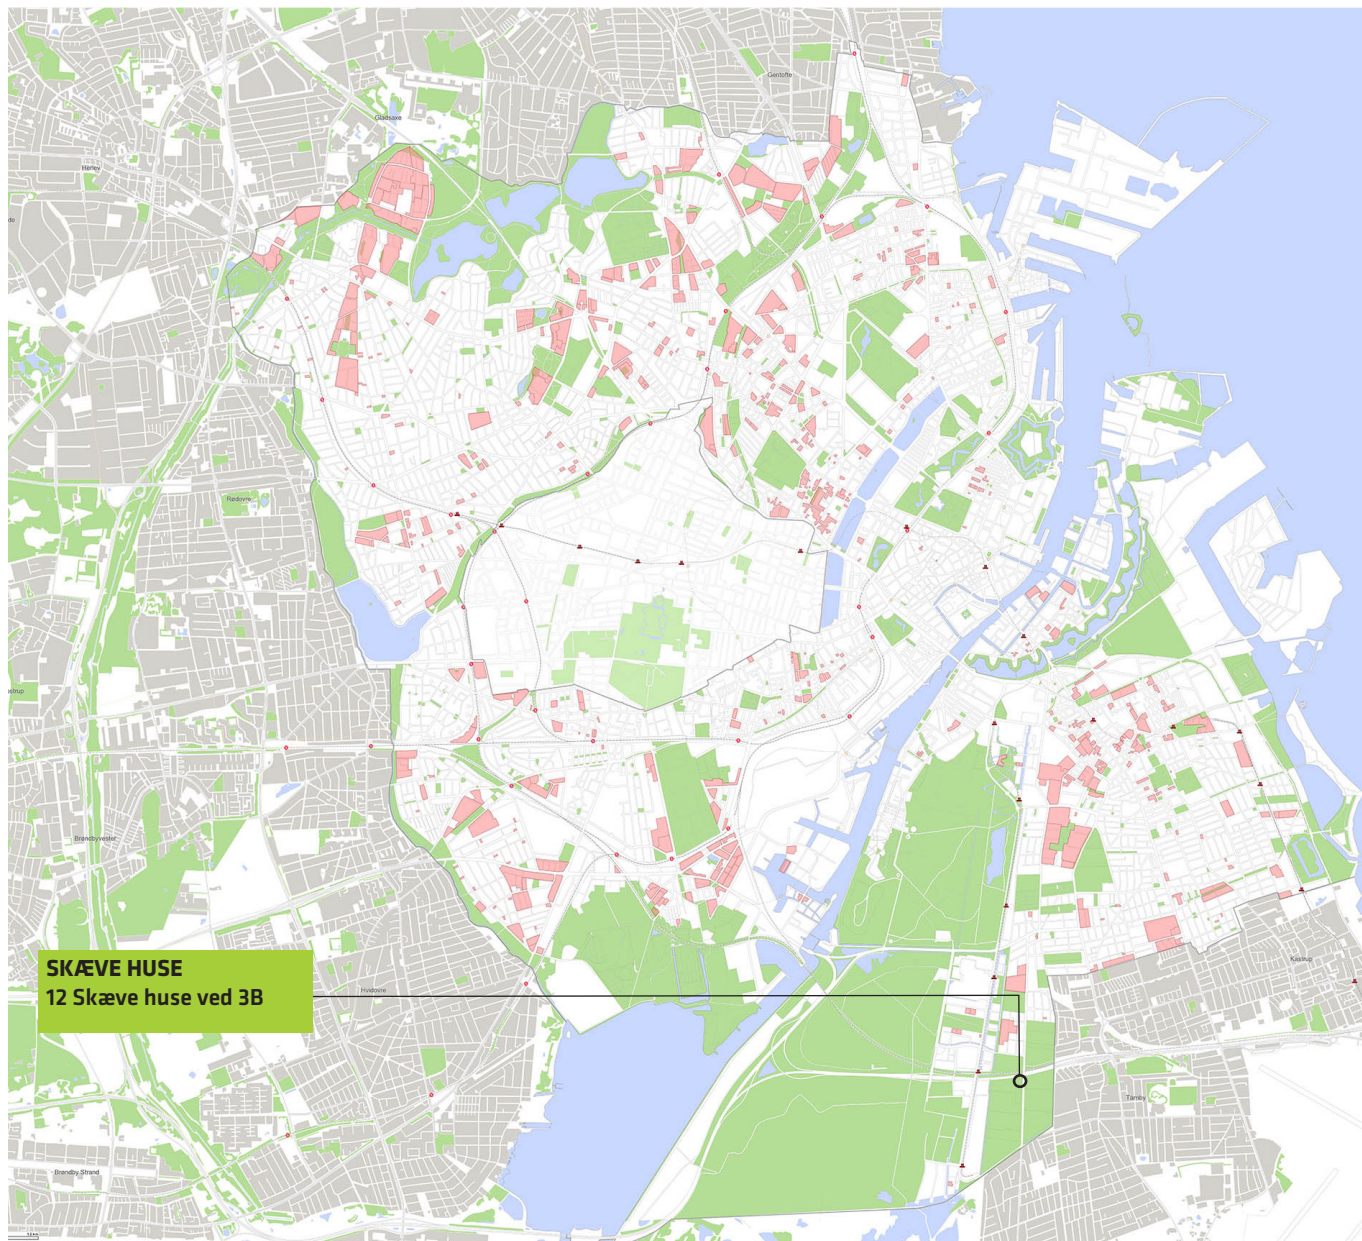 Gentofte
Gladsaxe
Herlev
Rødovre
Brøndbyvester
SKÆVE HUSE
12 Skæve huse ved 3B
Hvidovre
Kastrup
Tårnby
Brøndby Strand